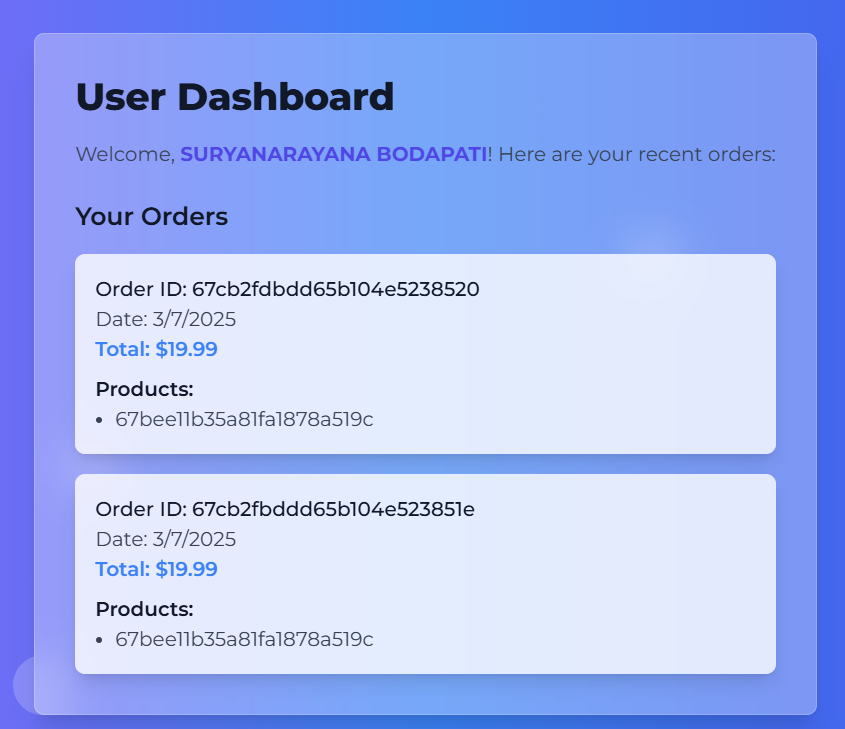 User Dashboard
Welcome, SURYANARAYANA BODAPATI! Here are your recent orders:
Your Orders
Order ID: 67cb2fdbdd65b104e5238520
Date: 3/7/2025
Total: $19.99
Products:
• 67bee11b35a81fa1878a519c
Order ID: 67cb2fbddd65b104e523851e
Date: 3/7/2025
Total: $19.99
Products:
• 67bee11b35a81fa1878a519c